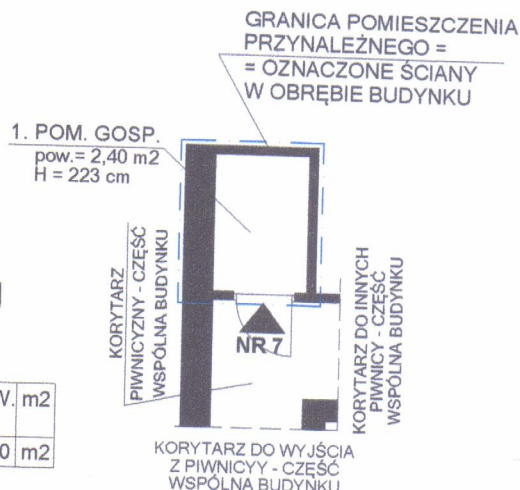 GRANICA POMIESZCZENIA
PRZYNALEŻNEGO =
= OZNACZONE ŚCIANY
W OBRĘBIE BUDYNKU
1. POM. GOSP.
pow.= 2,40 m2
H = 223 cm
KORYTARZ
PIWNICYZNY - CZĘŚĆ
WSPÓLNA BUDYNKU
NR 7
KORYTARZ DO INNYCH
PIWNICY - CZĘŚĆ
WSPÓLNA BUDYNKU
m2
0 m2
KORYTARZ DO WYJŚCIA
Z PIWNICYY - CZĘŚĆ
WSPÓLNA BUDYNKU